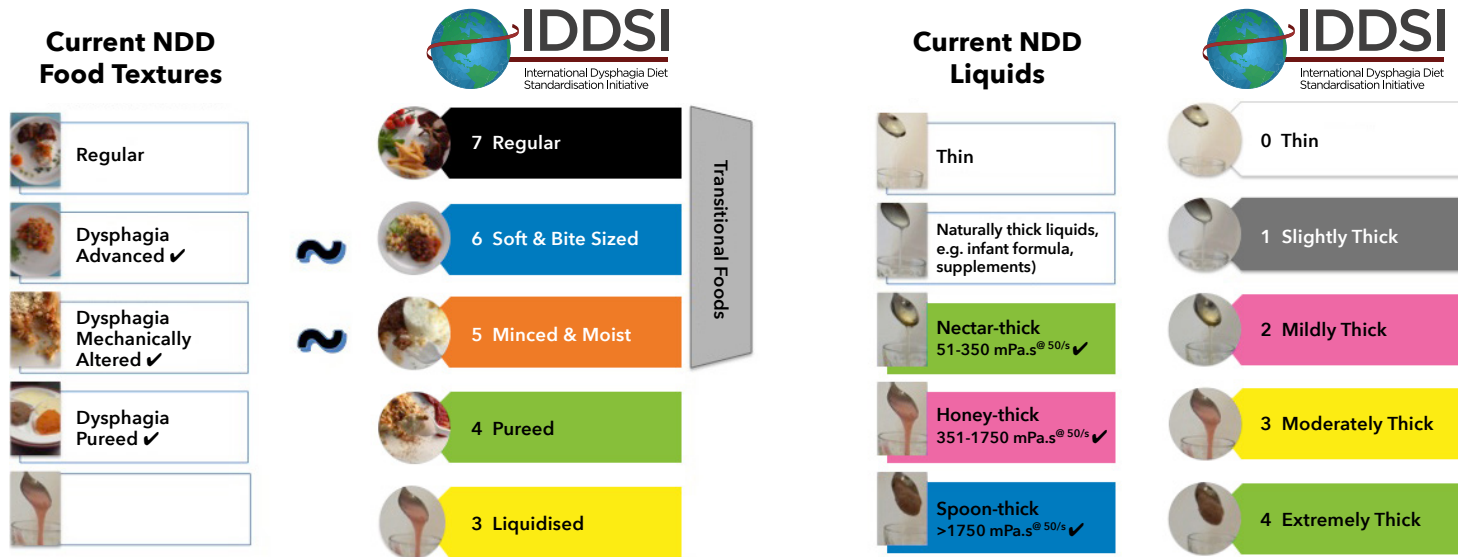 Current NDD
Food Textures
Regular
Dysphagia
Advanced ✔
Dysphagia
Mechanically
Altered ✔
Dysphagia
Pureed ✔
IDDSI
International Dysphagia Diet
Standardisation Initiative
7 Regular
~
6 Soft & Bite Sized
~
5 Minced & Moist
4 Pureed
3 Liquidised
Transitional Foods
Current NDD
Liquids
Thin
Naturally thick liquids,
e.g. infant formula,
supplements)
Nectar-thick
51-350 mPa.s@ 50/s ✔
Honey-thick
351-1750 mPa.s@ 50/s ✔
Spoon-thick
>1750 mPa.s@ 50/s ✔
IDDSI
International Dysphagia Diet
Standardisation Initiative
0 Thin
1 Slightly Thick
2 Mildly Thick
3 Moderately Thick
4 Extremely Thick